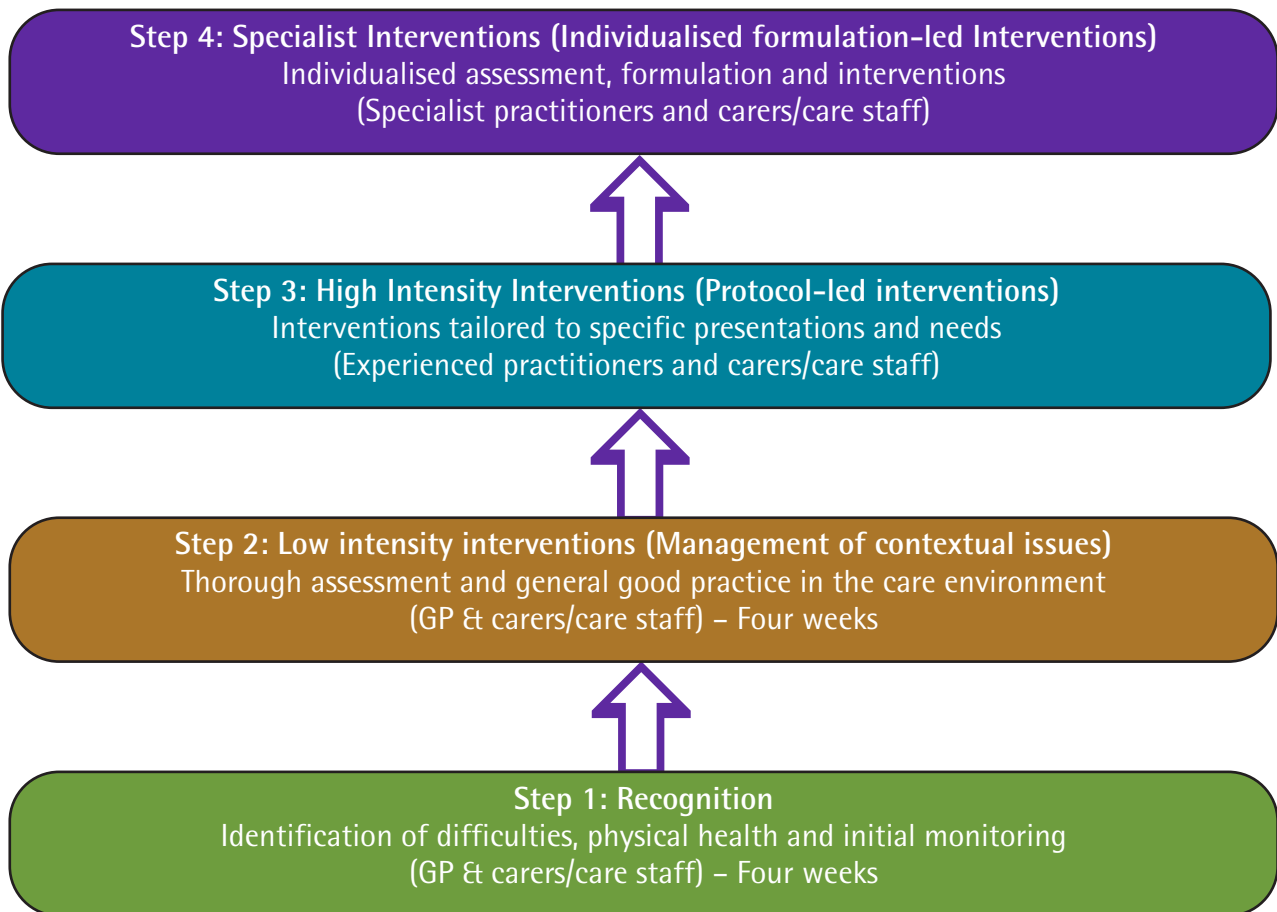 Step 4: Specialist Interventions (Individualised formulation-led Interventions)
Individualised assessment, formulation and interventions
(Specialist practitioners and carers/care staff)
Step 3: High Intensity Interventions (Protocol-led interventions)
Interventions tailored to specific presentations and needs
(Experienced practitioners and carers/care staff)
Step 2: Low intensity interventions (Management of contextual issues)
Thorough assessment and general good practice in the care environment
(GP & carers/care staff) – Four weeks
Step 1: Recognition
Identification of difficulties, physical health and initial monitoring
(GP & carers/care staff) – Four weeks